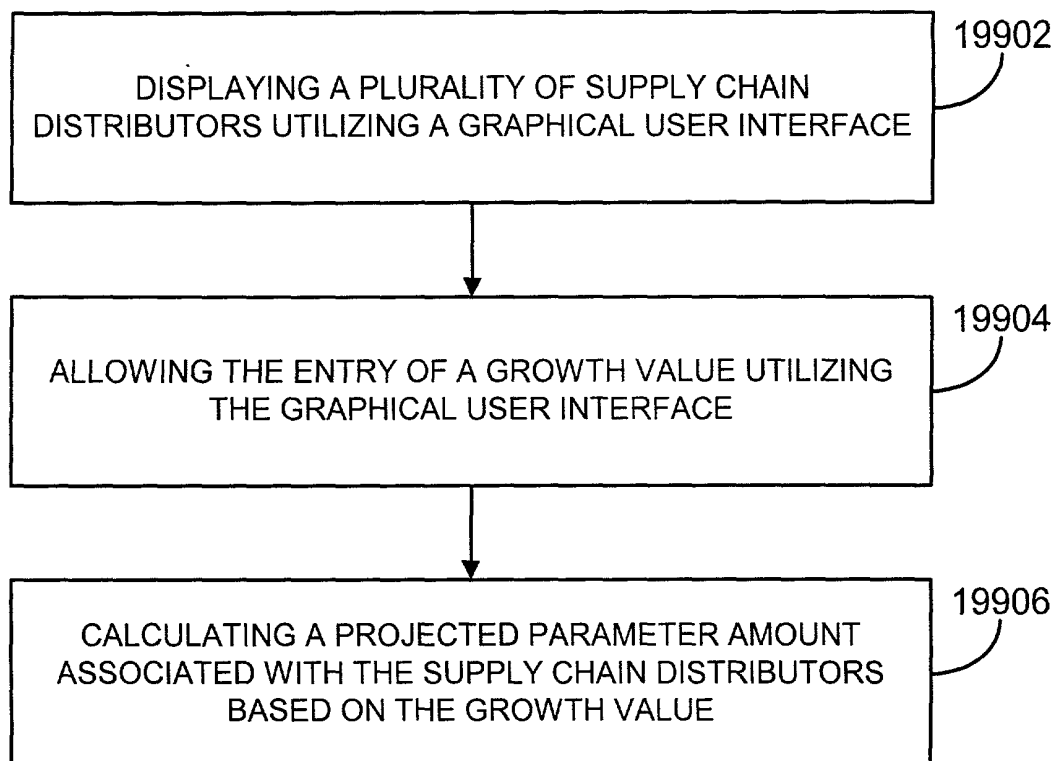 19902
DISPLAYING A PLURALITY OF SUPPLY CHAIN
DISTRIBUTORS UTILIZING A GRAPHICAL USER INTERFACE
19904
ALLOWING THE ENTRY OF A GROWTH VALUE UTILIZING
THE GRAPHICAL USER INTERFACE
19906
CALCULATING A PROJECTED PARAMETER AMOUNT
ASSOCIATED WITH THE SUPPLY CHAIN DISTRIBUTORS
BASED ON THE GROWTH VALUE